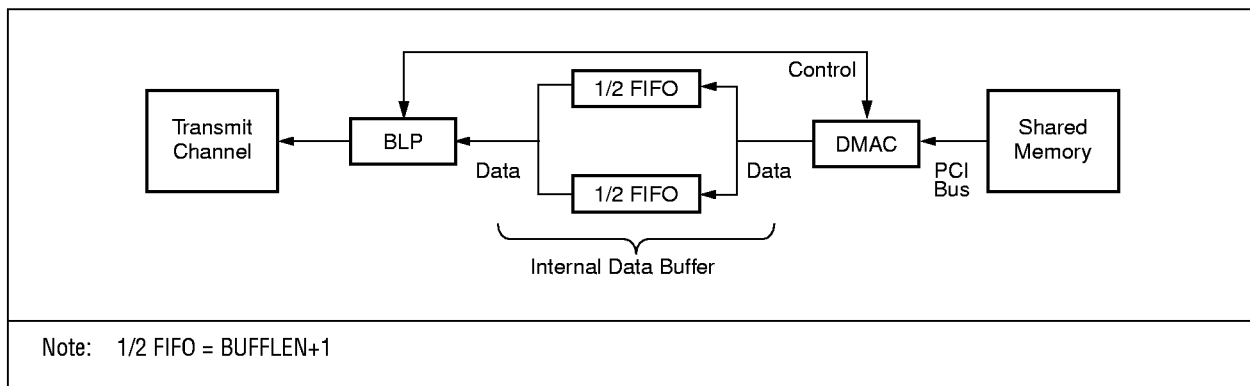 Control
1/2 FIFO
Transmit
Channel
BLP
Data
Data
DMAC
PCI
Bus
Shared
Memory
1/2 FIFO
Internal Data Buffer
Note: 1/2 FIFO = BUFFLEN+1